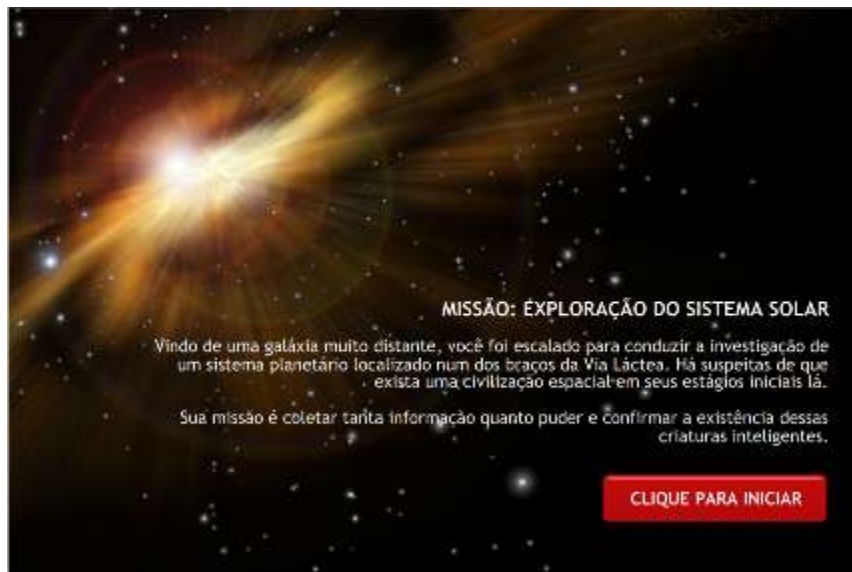 MISSÃO: EXPLORAÇÃO DO SISTEMA SOLAR
Vindo de uma galáxia muito distante, você foi escalado para conduzir a investigação de
um sistema planetário localizado num dos braços da Via Láctea. Há suspeitas de que
exista uma civilização espacial em seus estágios iniciais lá.
Sua missão é coletar tanta informação quanto puder e confirmar a existência dessas
criaturas inteligentes.
CLIQUE PARA INICIAR